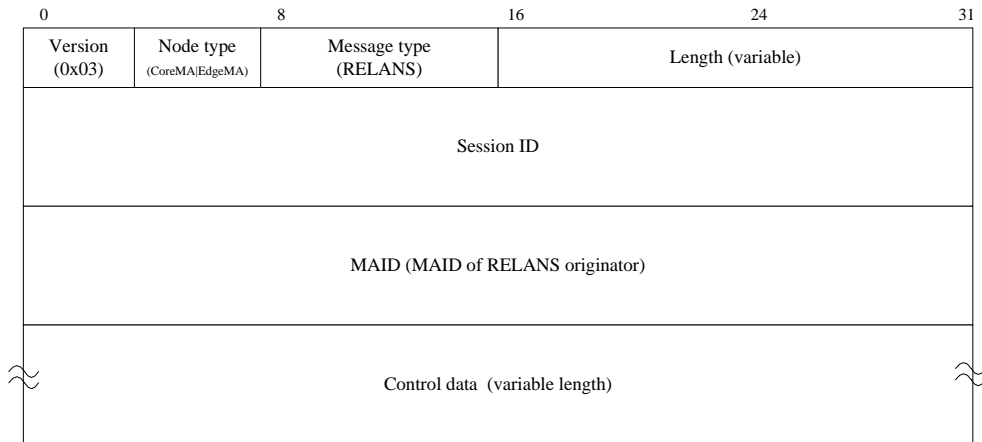 0 8 16 24 31
Version Node type Message type Length (variable)
(0x03) (CoreMA|EdgeMA) (RELANS)
Session ID
MAID (MAID of RELANS originator)
Control data (variable length)